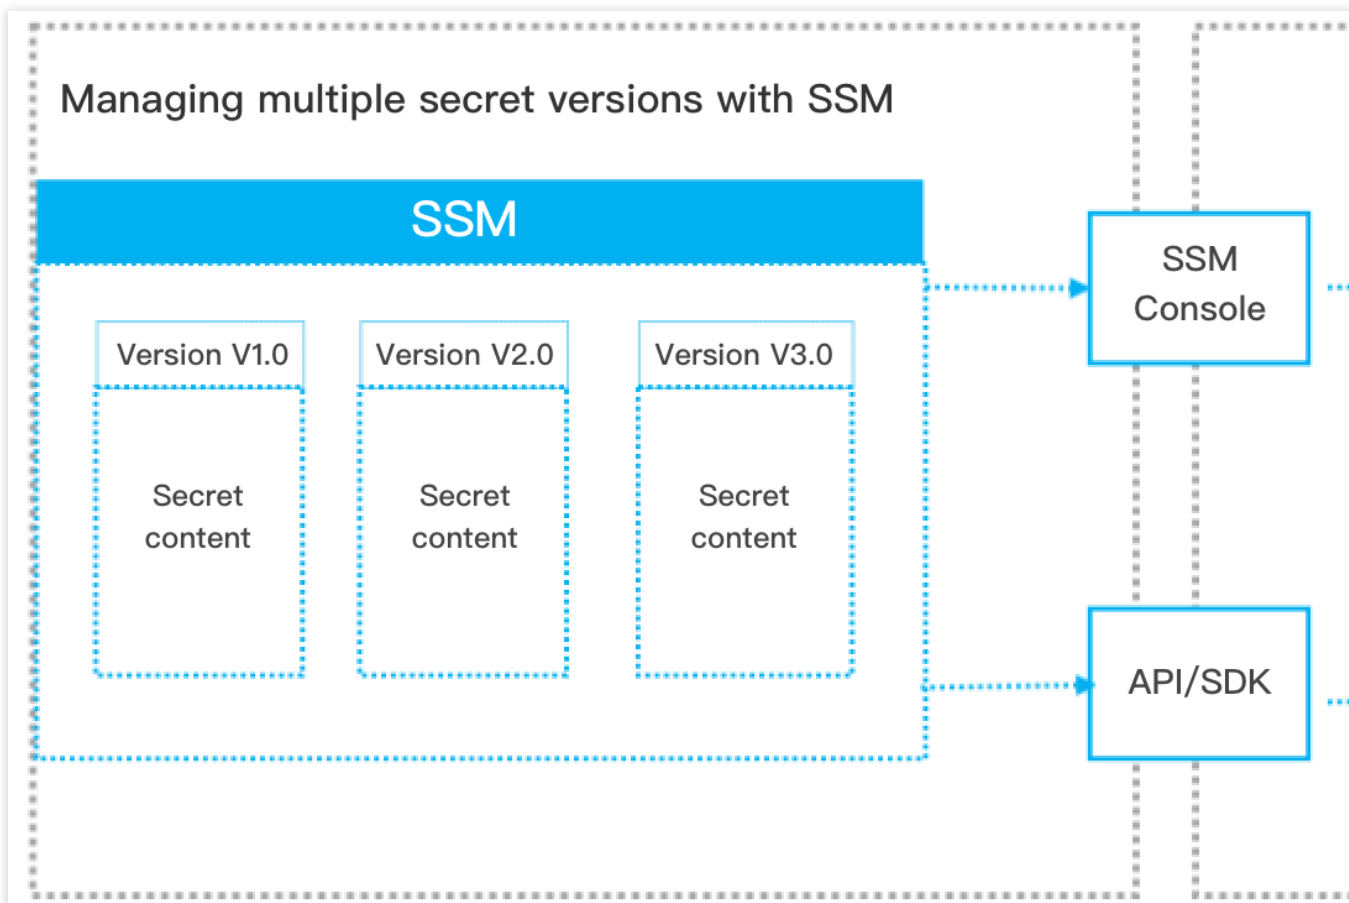 Managing multiple secret versions with SSM
SSM
Version V1.0
Secret
content
Version V2.0
Secret
content
Version V3.0
Secret
content
SSM
Console
API/SDK